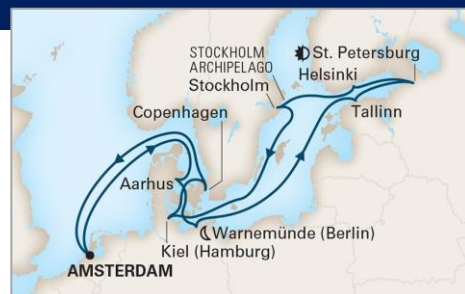 STOCKHOLM
ARCHIPELAGO
Stockholm
St. Petersburg
Helsinki
Tallinn
Copenhagen
Aarhus
Warnemünde (Berlin)
Kiel (Hamburg)
AMSTERDAM